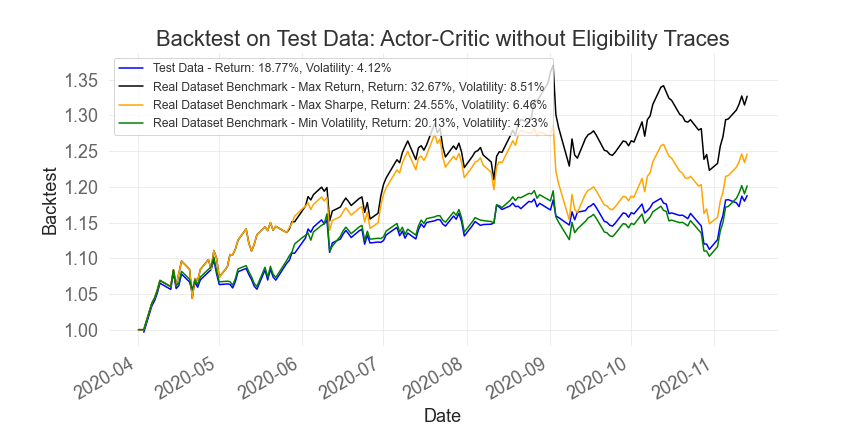 Backtest on Test Data: Actor-Critic without Eligibility Traces
Test Data - Return: 18.77%, Volatility: 4.12%
Real Dataset Benchmark - Max Return, Return: 32.67%, Volatility: 8.51%
Real Dataset Benchmark - Max Sharpe, Return: 24.55%, Volatility: 6.46%
Real Dataset Benchmark - Min Volatility, Return: 20.13%, Volatility: 4.23%
Backtest
1.35
1.30
1.25
1.20
1.15
1.10
1.05
1.00
2020-04
2020-05
2020-06
2020-07
2020-08
2020-09
2020-10
2020-11
Date